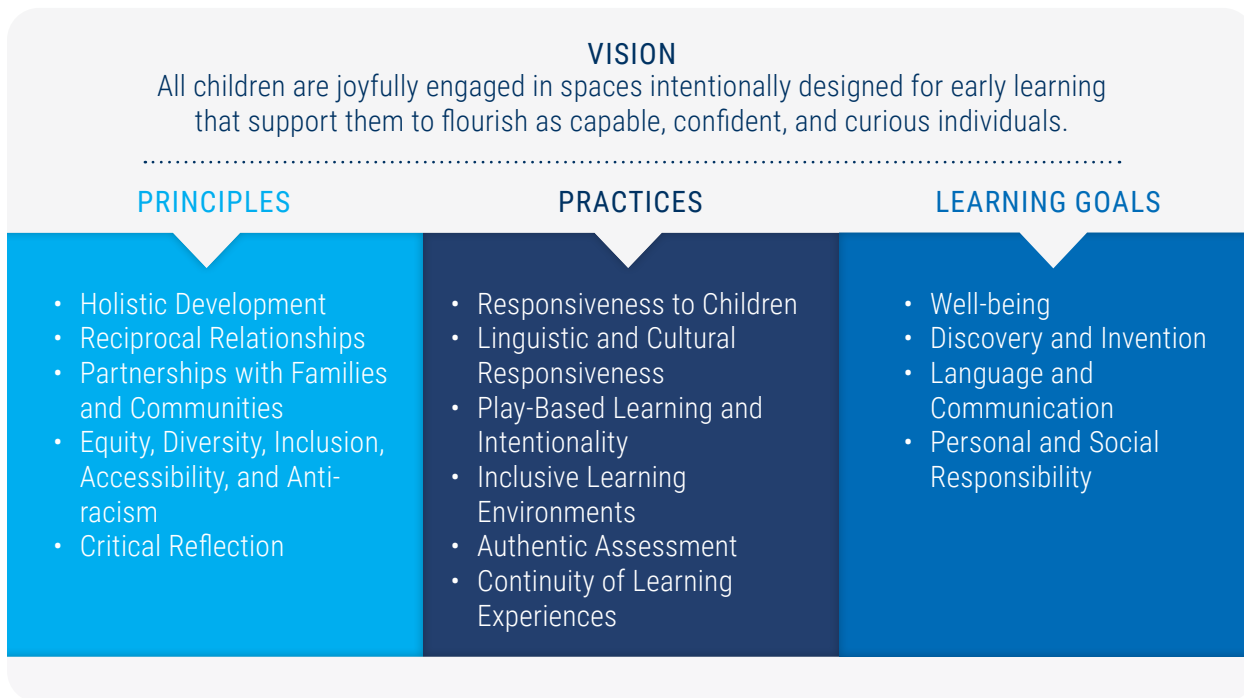 VISION
All children are joyfully engaged in spaces intentionally designed for early learning
that support them to flourish as capable, confident, and curious individuals.
PRINCIPLES
• Holistic Development
• Reciprocal Relationships
• Partnerships with Families
and Communities
• Equity, Diversity, Inclusion,
Accessibility, and Anti-
racism
• Critical Reflection
PRACTICES
• Responsiveness to Children
• Linguistic and Cultural
Responsiveness
• Play-Based Learning and
Intentionality
• Inclusive Learning
Environments
• Authentic Assessment
• Continuity of Learning
Experiences
LEARNING GOALS
• Well-being
• Discovery and Invention
• Language and
Communication
• Personal and Social
Responsibility